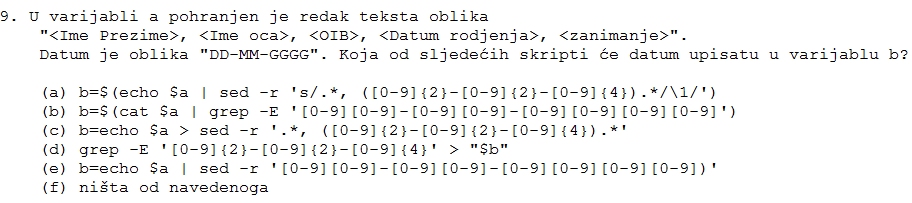 9. U varijabli a pohranjen je redak teksta oblika
"<Ime Prezime>, <Ime oca>, <OIB>, <Datum rodjenja>, <zanimanje>".
Datum je oblika "DD-MM-GGGG". Koja od sljedećih skripti će datum upisatu u varijablu b?
(a) b=$(echo $a | sed -r 's/.*, ([0-9]{2}-[0-9]{2}-[0-9]{4}).*/\1/')
(b) b=$(cat $a | grep -E '[0-9][0-9]-[0-9][0-9]-[0-9][0-9][0-9][0-9]')
(c) b=echo $a > sed -r '.*, ([0-9]{2}-[0-9]{2}-[0-9]{4}).*'
(d) grep -E '[0-9]{2}-[0-9]{2}-[0-9]{4}' > "$b"
(e) b=echo $a | sed -r '[0-9][0-9]-[0-9][0-9]-[0-9][0-9][0-9][0-9])'
(f) ništa od navedenoga